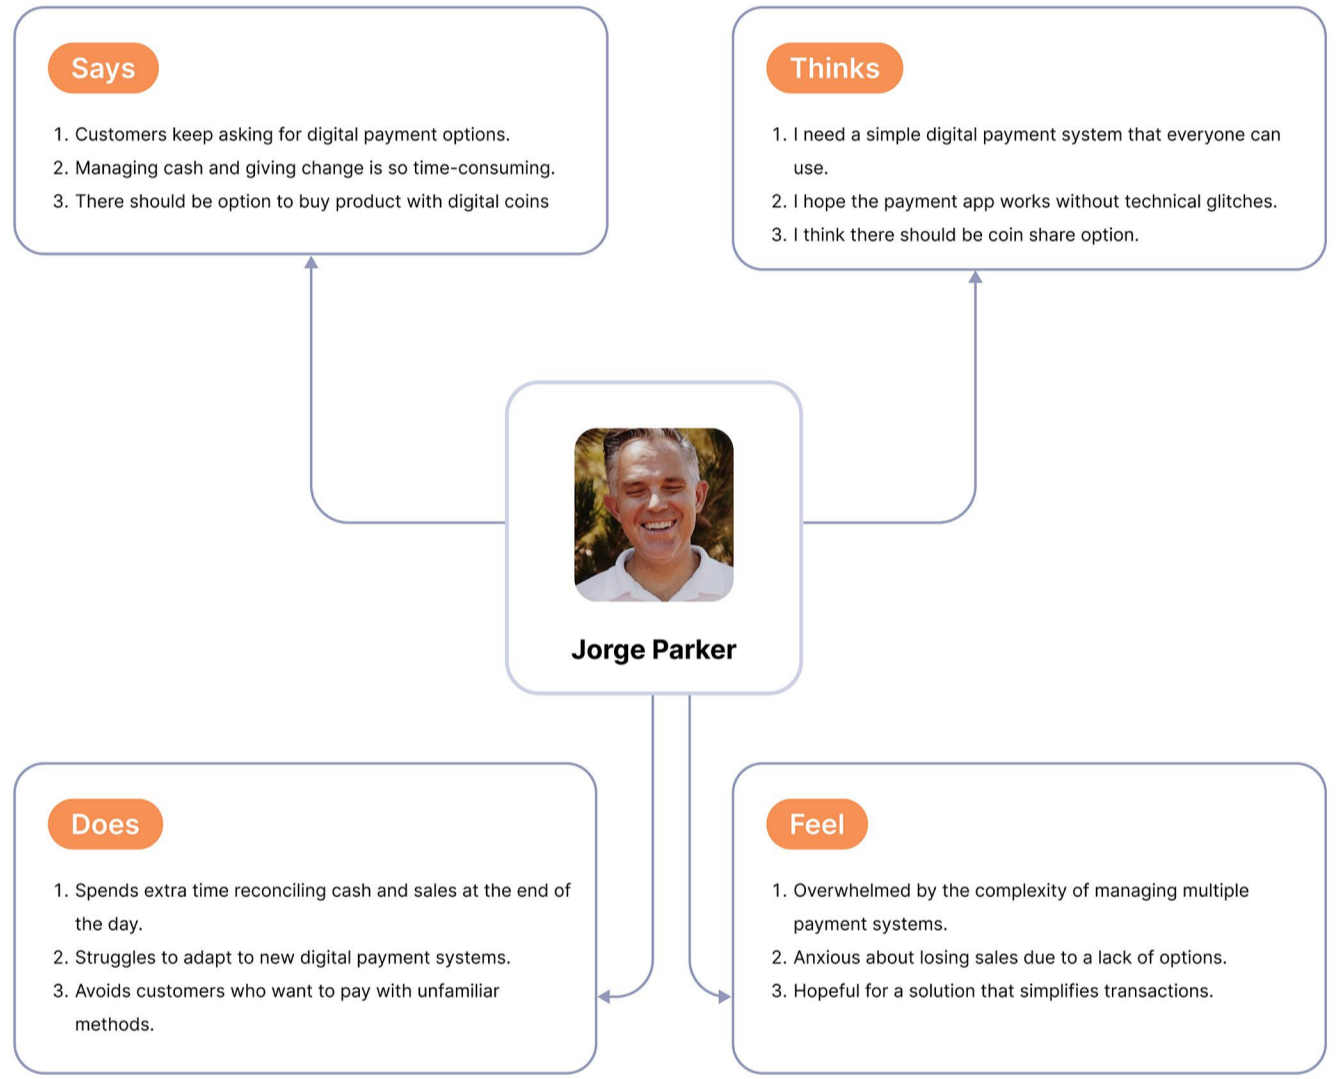 Says
1. Customers keep asking for digital payment options.
2. Managing cash and giving change is so time-consuming.
3. There should be option to buy product with digital coins
Thinks
1. I need a simple digital payment system that everyone can
use.
2. I hope the payment app works without technical glitches.
3. I think there should be coin share option.
Jorge Parker
Does
1. Spends extra time reconciling cash and sales at the end of
the day.
2. Struggles to adapt to new digital payment systems.
3. Avoids customers who want to pay with unfamiliar
methods.
Feel
1. Overwhelmed by the complexity of managing multiple
payment systems.
2. Anxious about losing sales due to a lack of options.
3. Hopeful for a solution that simplifies transactions.